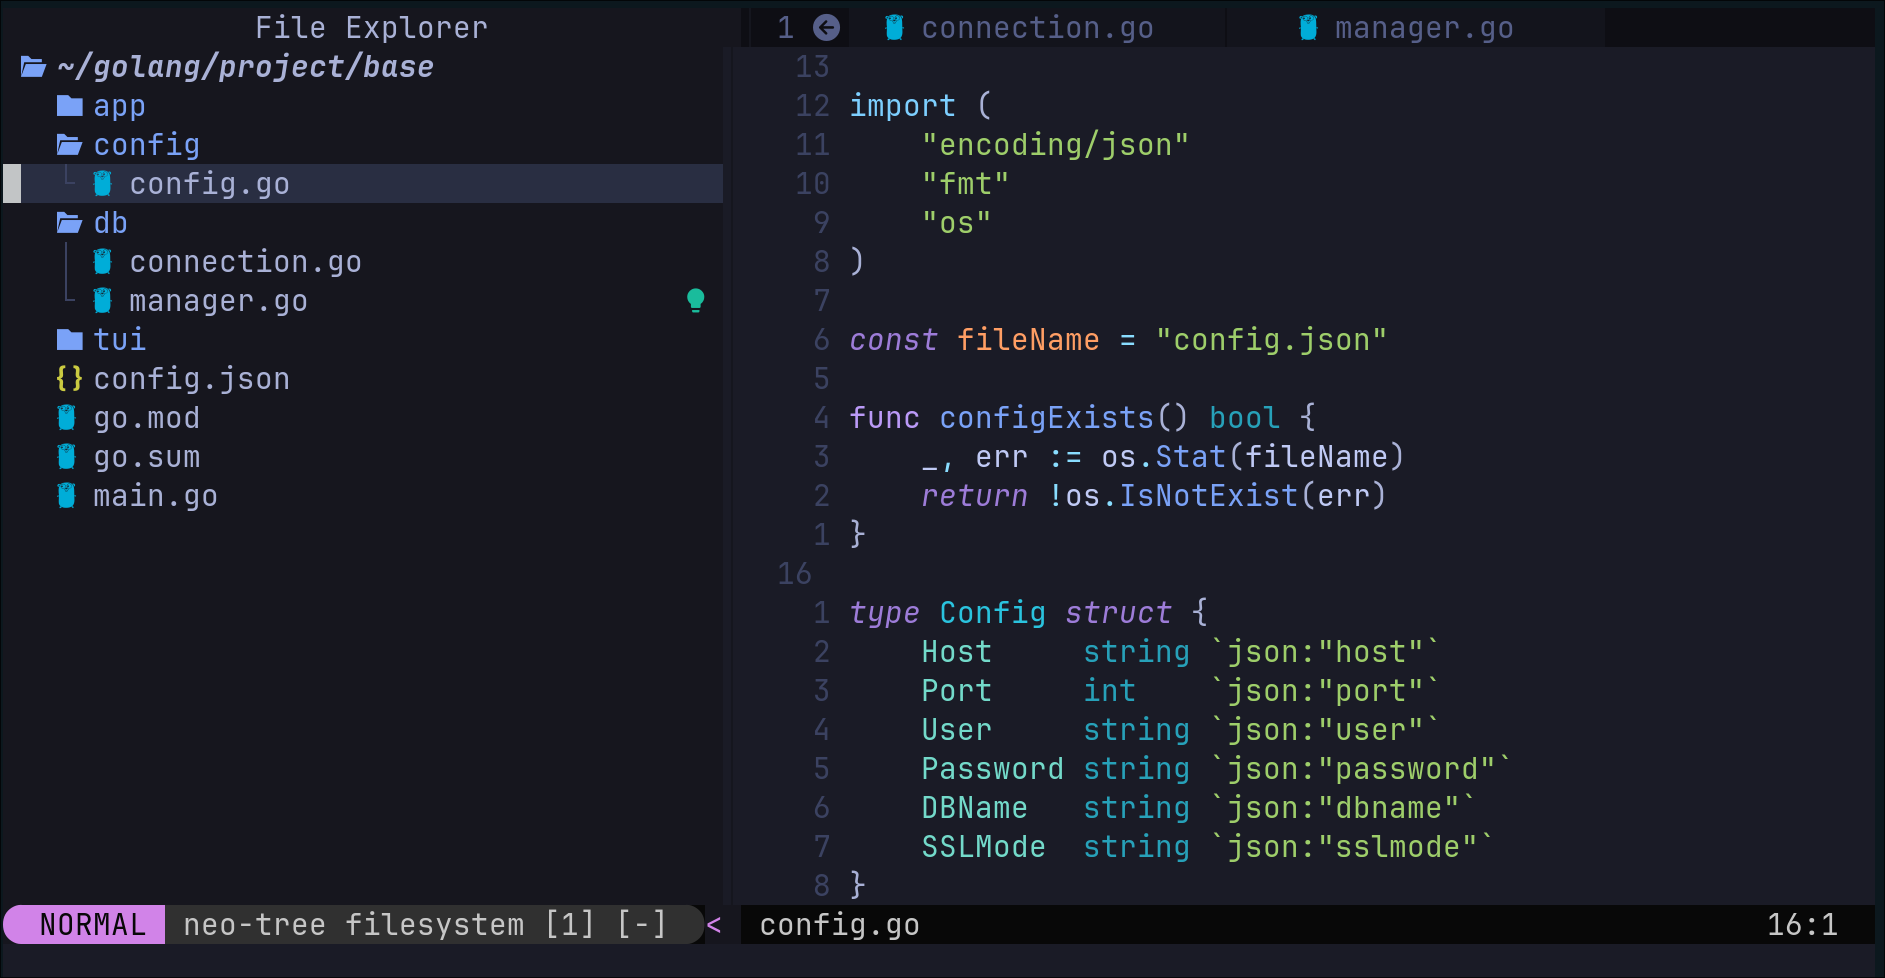 File Explorer
~/golang/project/base
app
config
config.go
db
connection.go
manager.go
tui
{} config.json
go.mod
go.sum
main.go
NORMAL neo-tree filesystem [1] [-] <
1 connection.go manager.go
13
12 import (
11     "encoding/json"
10     "fmt"
9     "os"
8 )
7
6 const fileName = "config.json"
5
4 func configExists() bool {
3     _, err := os.Stat(fileName)
2     return !os.IsNotExist(err)
1 }
16
1 type Config struct {
2     Host     string `json:"host"`
3     Port     int    `json:"port"`
4     User     string `json:"user"`
5     Password string `json:"password"`
6     DBName   string `json:"dbname"`
7     SSLMode  string `json:"sslmode"`
8 }
config.go 16:1